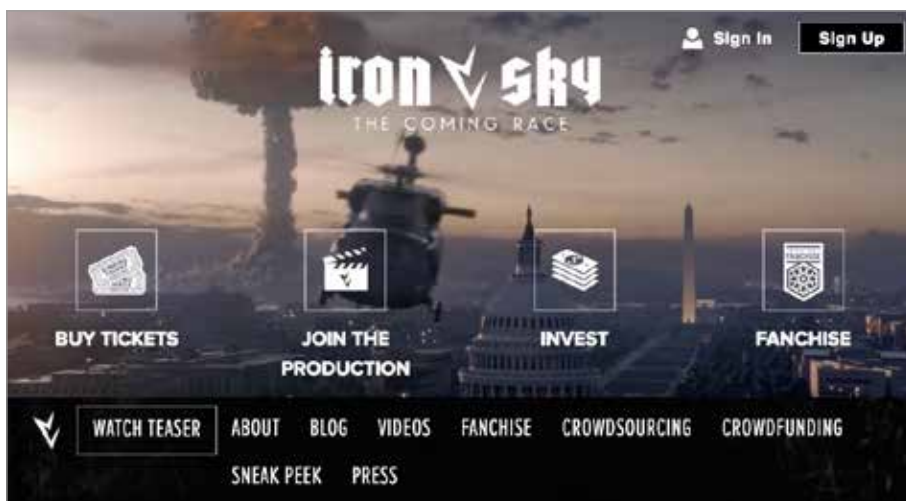 Sign In
Sign Up
iron sky
THE COMING RACE
FANCHISE
BUY TICKETS
JOIN THE
PRODUCTION
INVEST
FANCHISE
WATCH TEASER
ABOUT
BLOG
VIDEOS
FANCHISE
CROWDSOURCING
CROWDFUNDING
SNEAK PEEK
PRESS